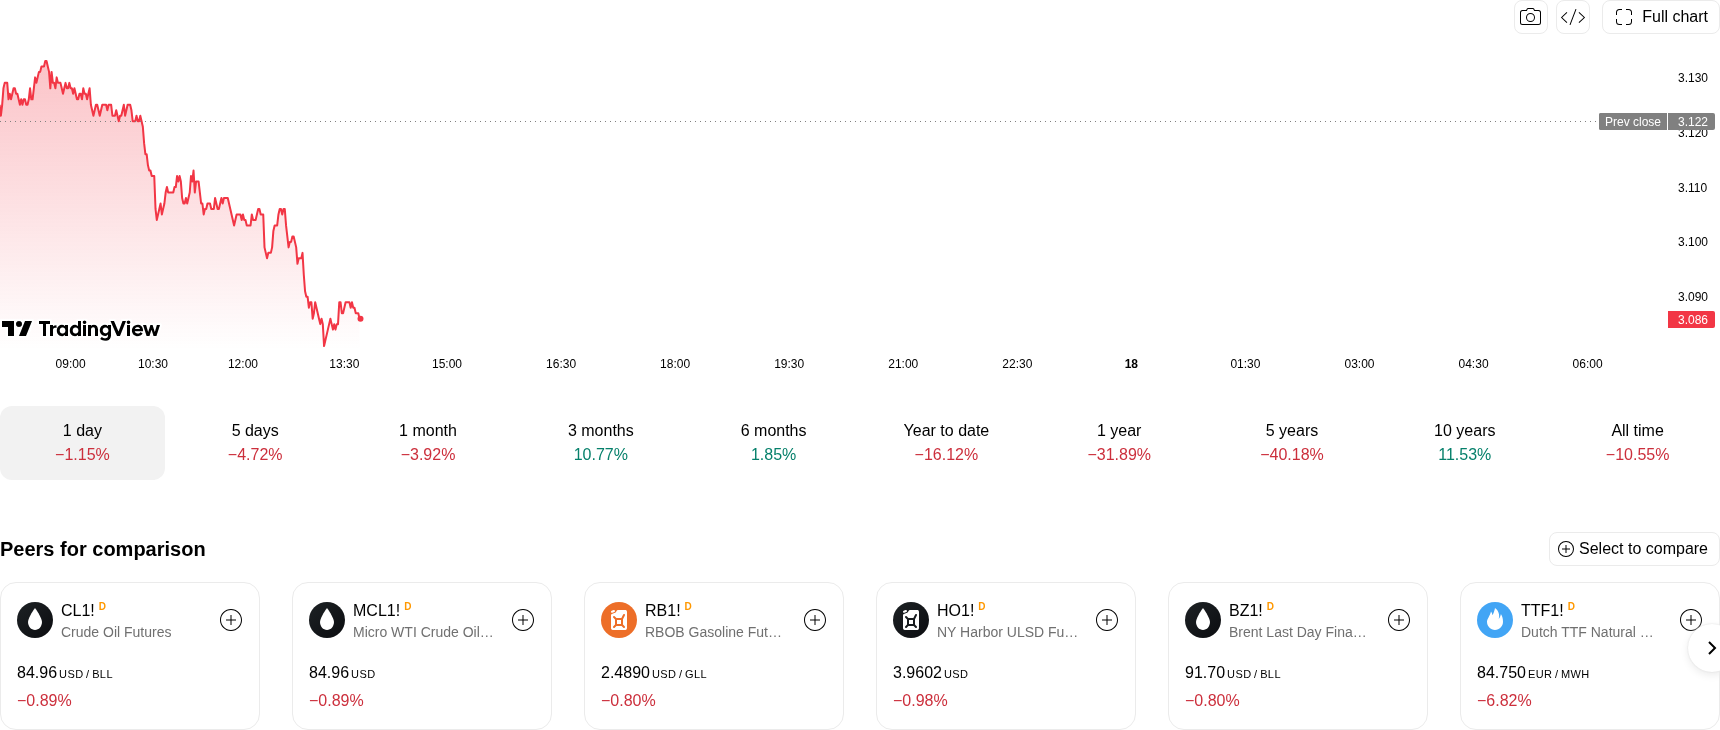 Full chart
3.130
Prev close 3.122
3.120
3.110
3.100
3.090
3.086
TradingView
09:00 10:30 12:00 13:30 15:00 16:30 18:00 19:30 21:00 22:30 18 01:30 03:00 04:30 06:00
1 day 5 days 1 month 3 months 6 months Year to date 1 year 5 years 10 years All time
−1.15% −4.72% −3.92% 10.77% 1.85% −16.12% −31.89% −40.18% 11.53% −10.55%
Peers for comparison
Select to compare
CL1! D
Crude Oil Futures
84.96 USD / BLL
−0.89%
MCL1! D
Micro WTI Crude Oil…
84.96 USD
−0.89%
RB1! D
RBOB Gasoline Fut…
2.4890 USD / GLL
−0.80%
HO1! D
NY Harbor ULSD Fu…
3.9602 USD
−0.98%
BZ1! D
Brent Last Day Fina…
91.70 USD / BLL
−0.80%
TTF1! D
Dutch TTF Natural …
84.750 EUR / MWH
−6.82%